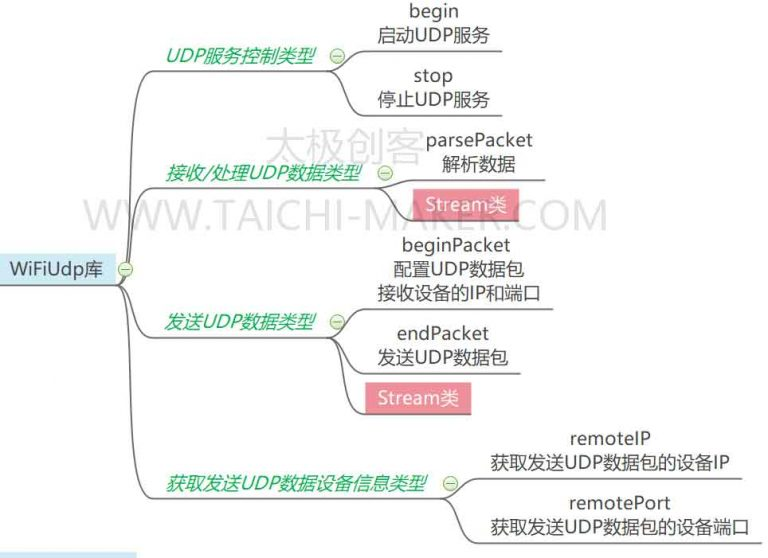 begin
启动UDP服务
UDP服务控制类型
stop
停止UDP服务
太极创客
parsePacket
解析数据
接收/处理UDP数据类型
Stream类
WWW.TAICHI-MAKER.COM
beginPacket
配置UDP数据包
接收设备的IP和端口
WiFiUdp库
发送UDP数据类型
endPacket
发送UDP数据包
Stream类
remoteIP
获取发送UDP数据包的设备IP
获取发送UDP数据设备信息类型
remotePort
获取发送UDP数据包的设备端口